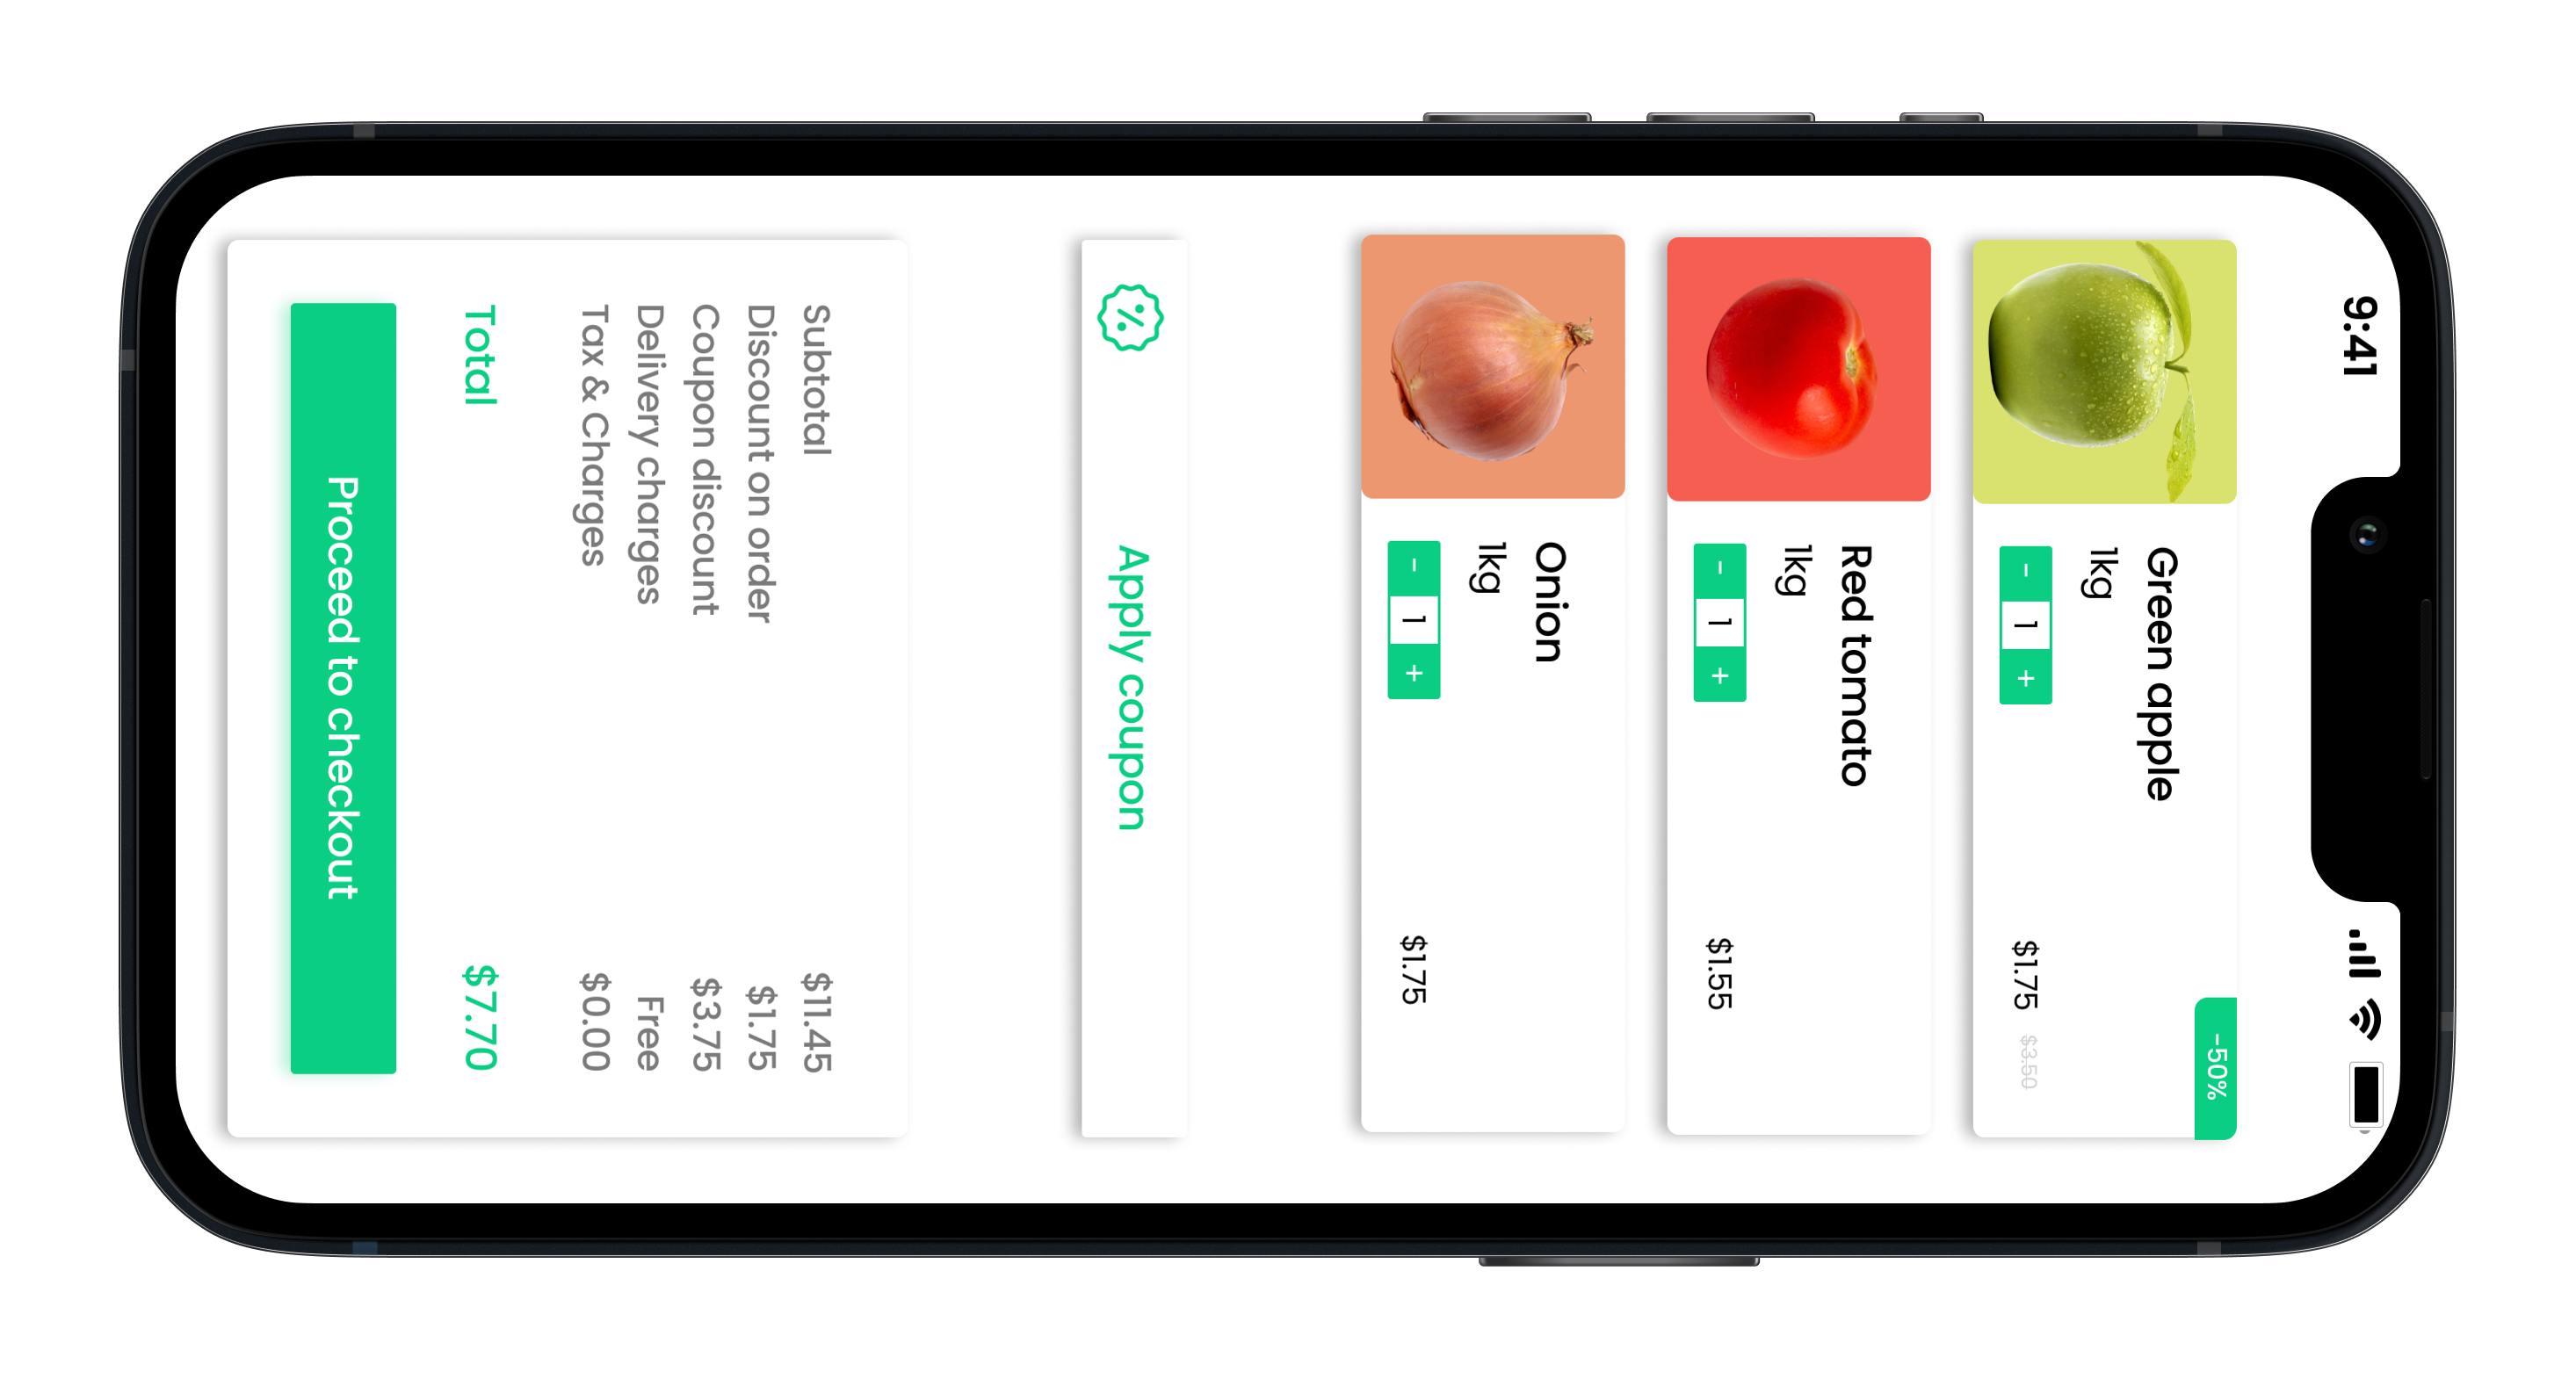 9:41
-50%
Green apple
1kg
- 1 +
$1.75 $3.50
Red tomato
1kg
- 1 +
$1.55
Onion
1kg
- 1 +
$1.75
% Apply coupon
Subtotal $11.45
Discount on order $1.75
Coupon discount $3.75
Delivery charges Free
Tax & Charges $0.00
Total $7.70
Proceed to checkout